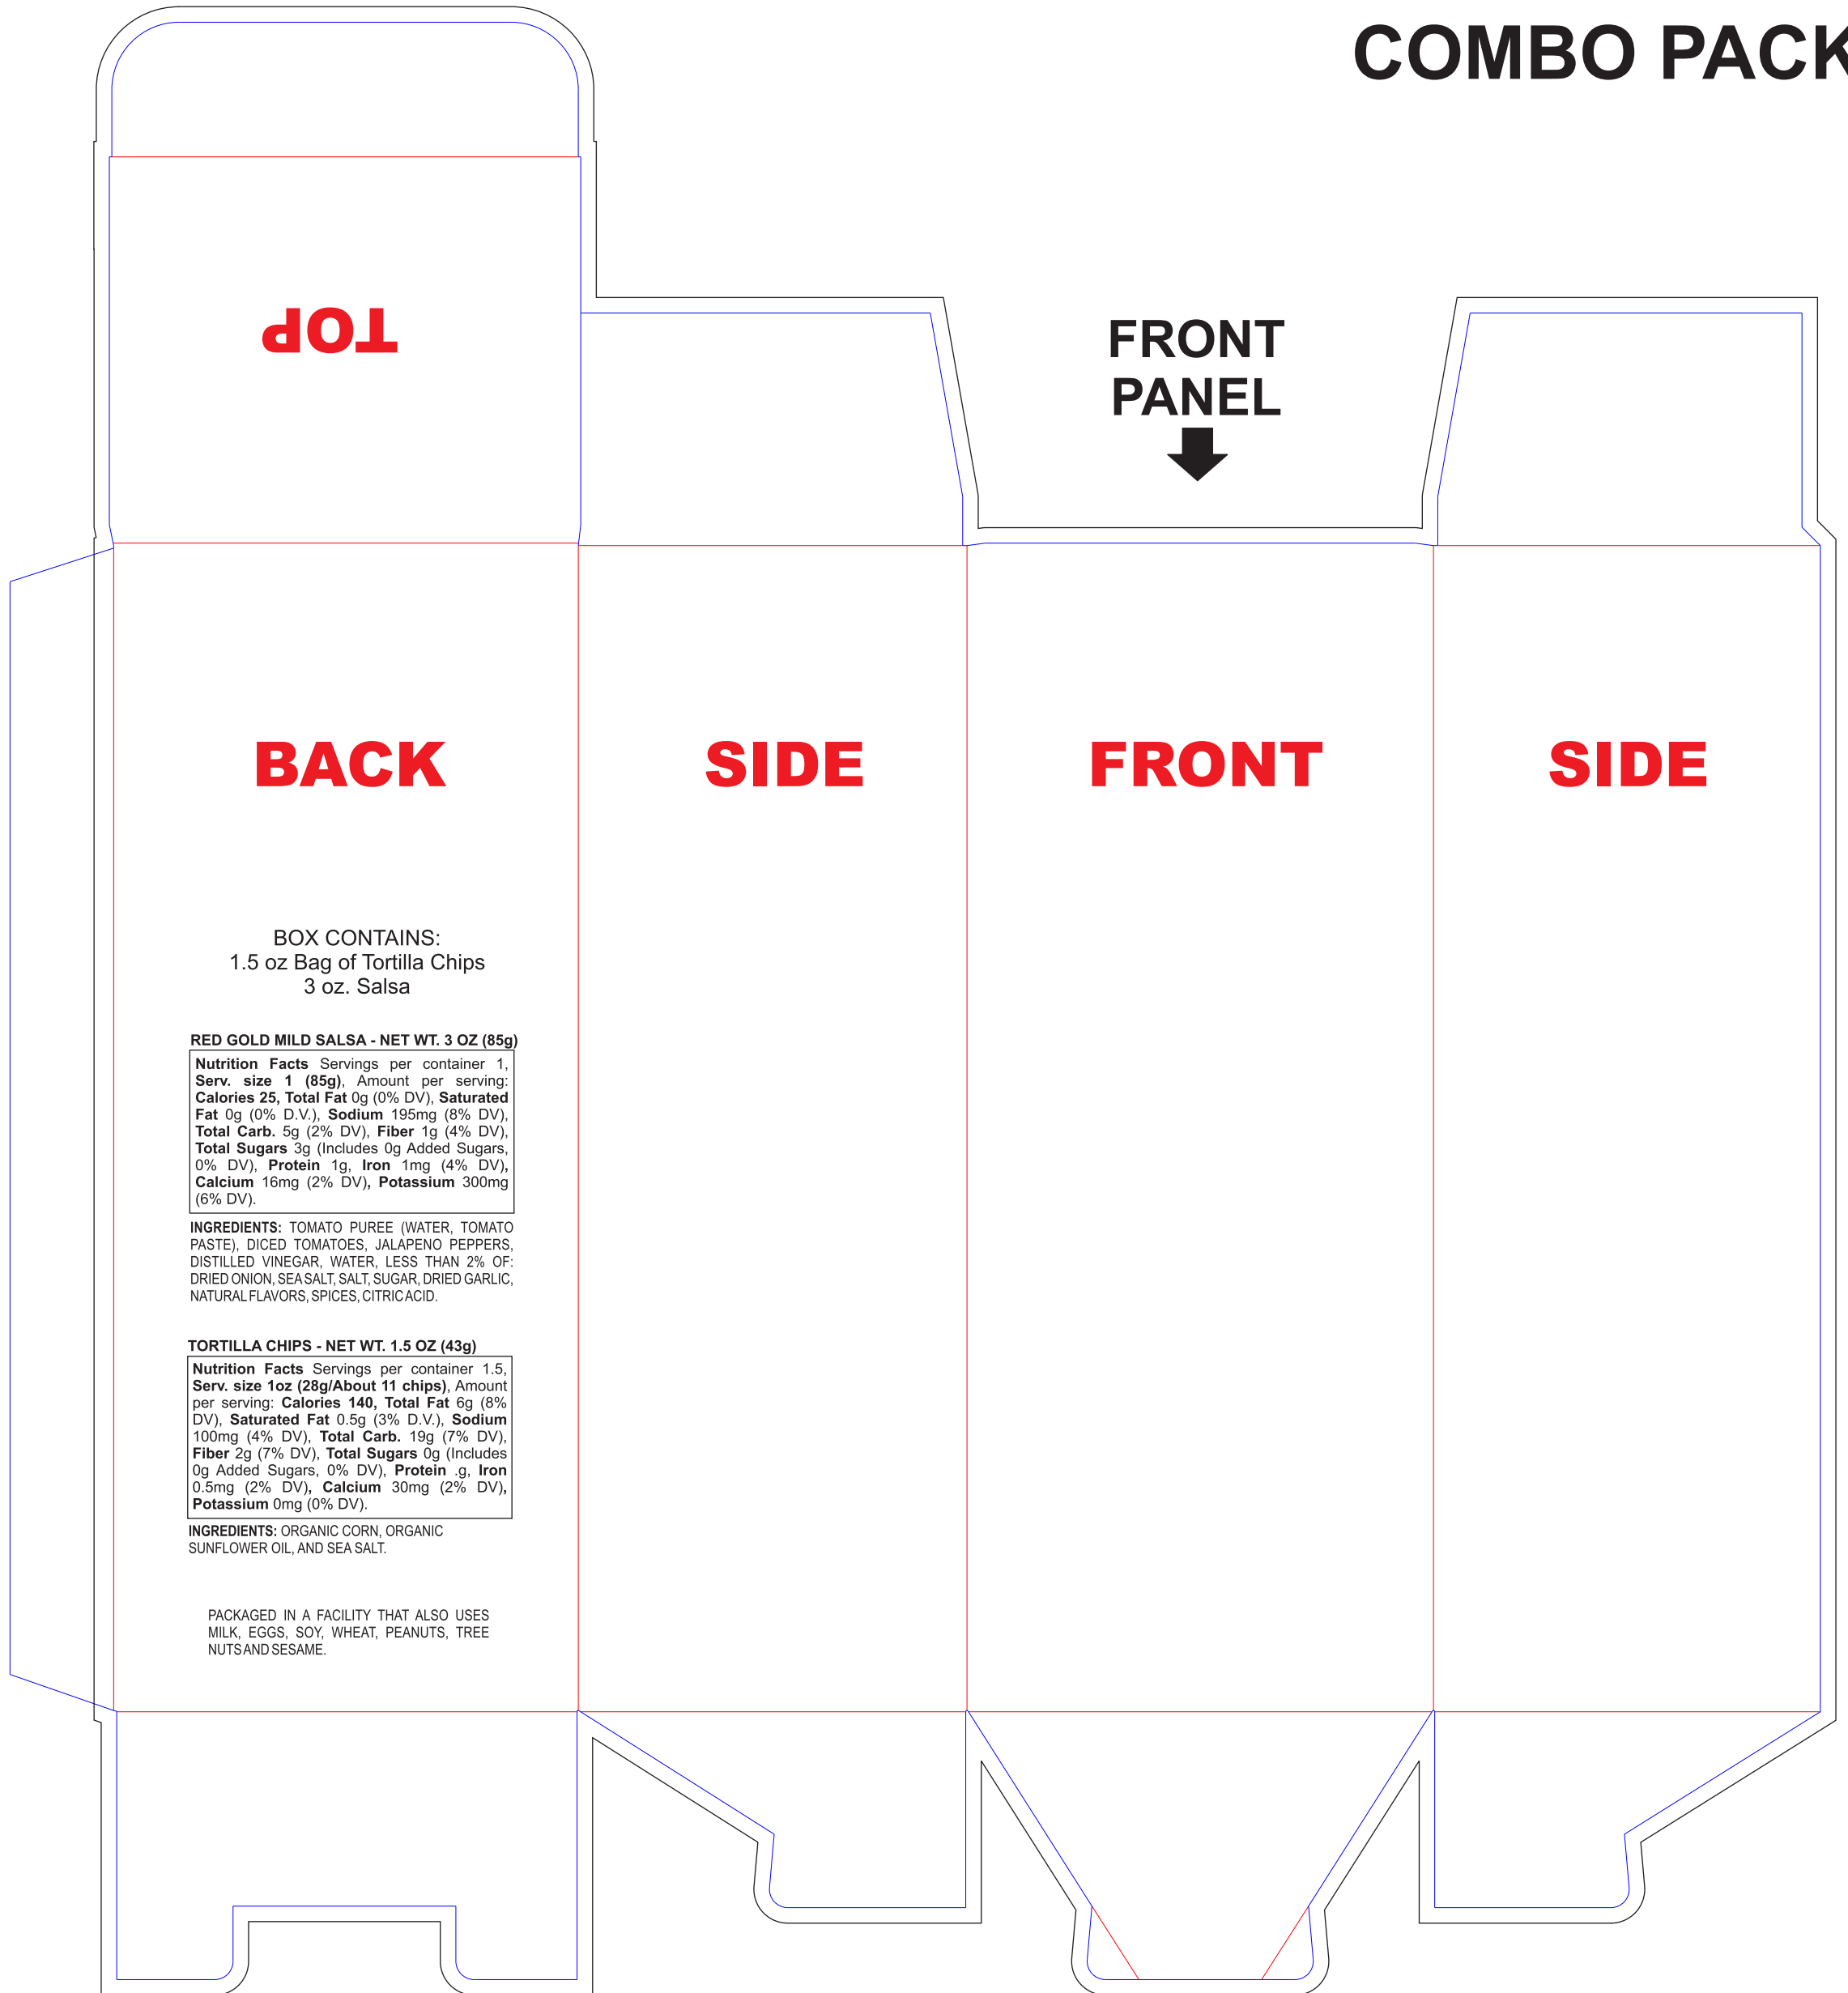 COMBO PACK
TOP
FRONT
PANEL
BACK
SIDE
FRONT
SIDE
BOX CONTAINS:
1.5 oz Bag of Tortilla Chips
3 oz. Salsa
RED GOLD MILD SALSA - NET WT. 3 OZ (85g)
Nutrition Facts Servings per container 1,
Serv. size 1 (85g), Amount per serving:
Calories 25, Total Fat 0g (0% DV), Saturated
Fat 0g (0% D.V.), Sodium 195mg (8% DV),
Total Carb. 5g (2% DV), Fiber 1g (4% DV),
Total Sugars 3g (Includes 0g Added Sugars,
0% DV), Protein 1g, Iron 1mg (4% DV),
Calcium 16mg (2% DV), Potassium 300mg
(6% DV).
INGREDIENTS: TOMATO PUREE (WATER, TOMATO
PASTE), DICED TOMATOES, JALAPENO PEPPERS,
DISTILLED VINEGAR, WATER, LESS THAN 2% OF:
DRIED ONION, SEA SALT, SALT, SUGAR, DRIED GARLIC,
NATURAL FLAVORS, SPICES, CITRIC ACID.
TORTILLA CHIPS - NET WT. 1.5 OZ (43g)
Nutrition Facts Servings per container 1.5,
Serv. size 1oz (28g/About 11 chips), Amount
per serving: Calories 140, Total Fat 6g (8%
DV), Saturated Fat 0.5g (3% D.V.), Sodium
100mg (4% DV), Total Carb. 19g (7% DV),
Fiber 2g (7% DV), Total Sugars 0g (Includes
0g Added Sugars, 0% DV), Protein .g, Iron
0.5mg (2% DV), Calcium 30mg (2% DV),
Potassium 0mg (0% DV).
INGREDIENTS: ORGANIC CORN, ORGANIC
SUNFLOWER OIL, AND SEA SALT.
PACKAGED IN A FACILITY THAT ALSO USES
MILK, EGGS, SOY, WHEAT, PEANUTS, TREE
NUTS AND SESAME.